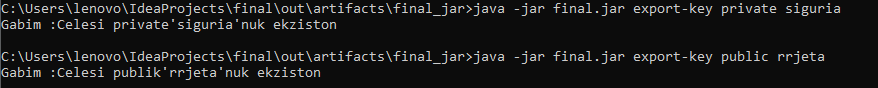 C:\Users\lenovo\IdeaProjects\final\out\artifacts\final_jar>java -jar final.jar export-key private siguria
Gabim :Celesi private'siguria'nuk ekziston
C:\Users\lenovo\IdeaProjects\final\out\artifacts\final_jar>java -jar final.jar export-key public rrjeta
Gabim :Celesi publik'rrjeta'nuk ekziston